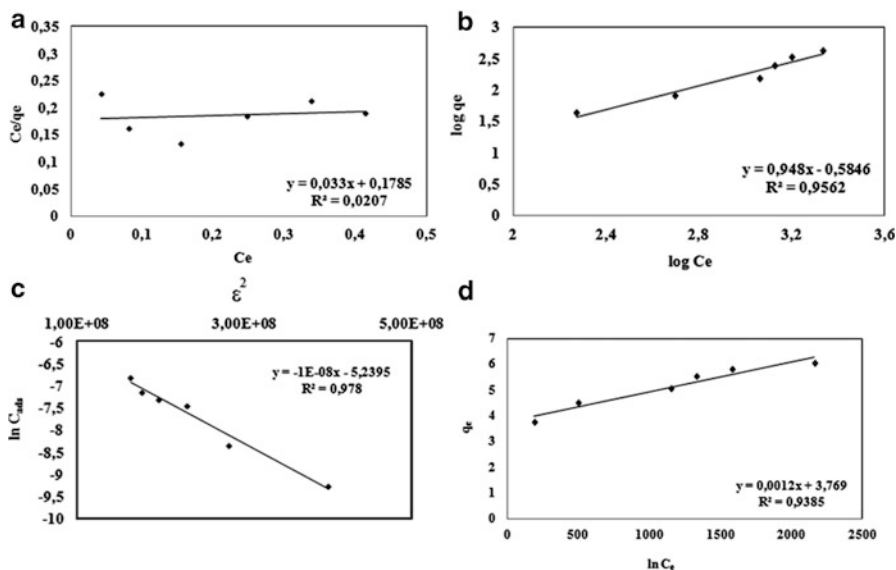 a
0,35
0,3
0,25
0,2
0,15
0,1
0,05
0
Ce/qe
y = 0,033x + 0,1785
R² = 0,0207
0 0,1 0,2 0,3 0,4 0,5
Ce
b
3
2,5
2
1,5
1
0,5
0
log qe
y = 0,948x - 0,5846
R² = 0,9562
2 2,4 2,8 3,2 3,6
log Ce
c
ε²
1,00E+08 3,00E+08 5,00E+08
-6
-6,5
-7
-7,5
-8
-8,5
-9
-9,5
-10
ln Cads
y = -1E-08x - 5,2395
R² = 0,978
d
7
6
5
4
3
2
1
0
qe
y = 0,0012x + 3,769
R² = 0,9385
0 500 1000 1500 2000 2500
ln Ce